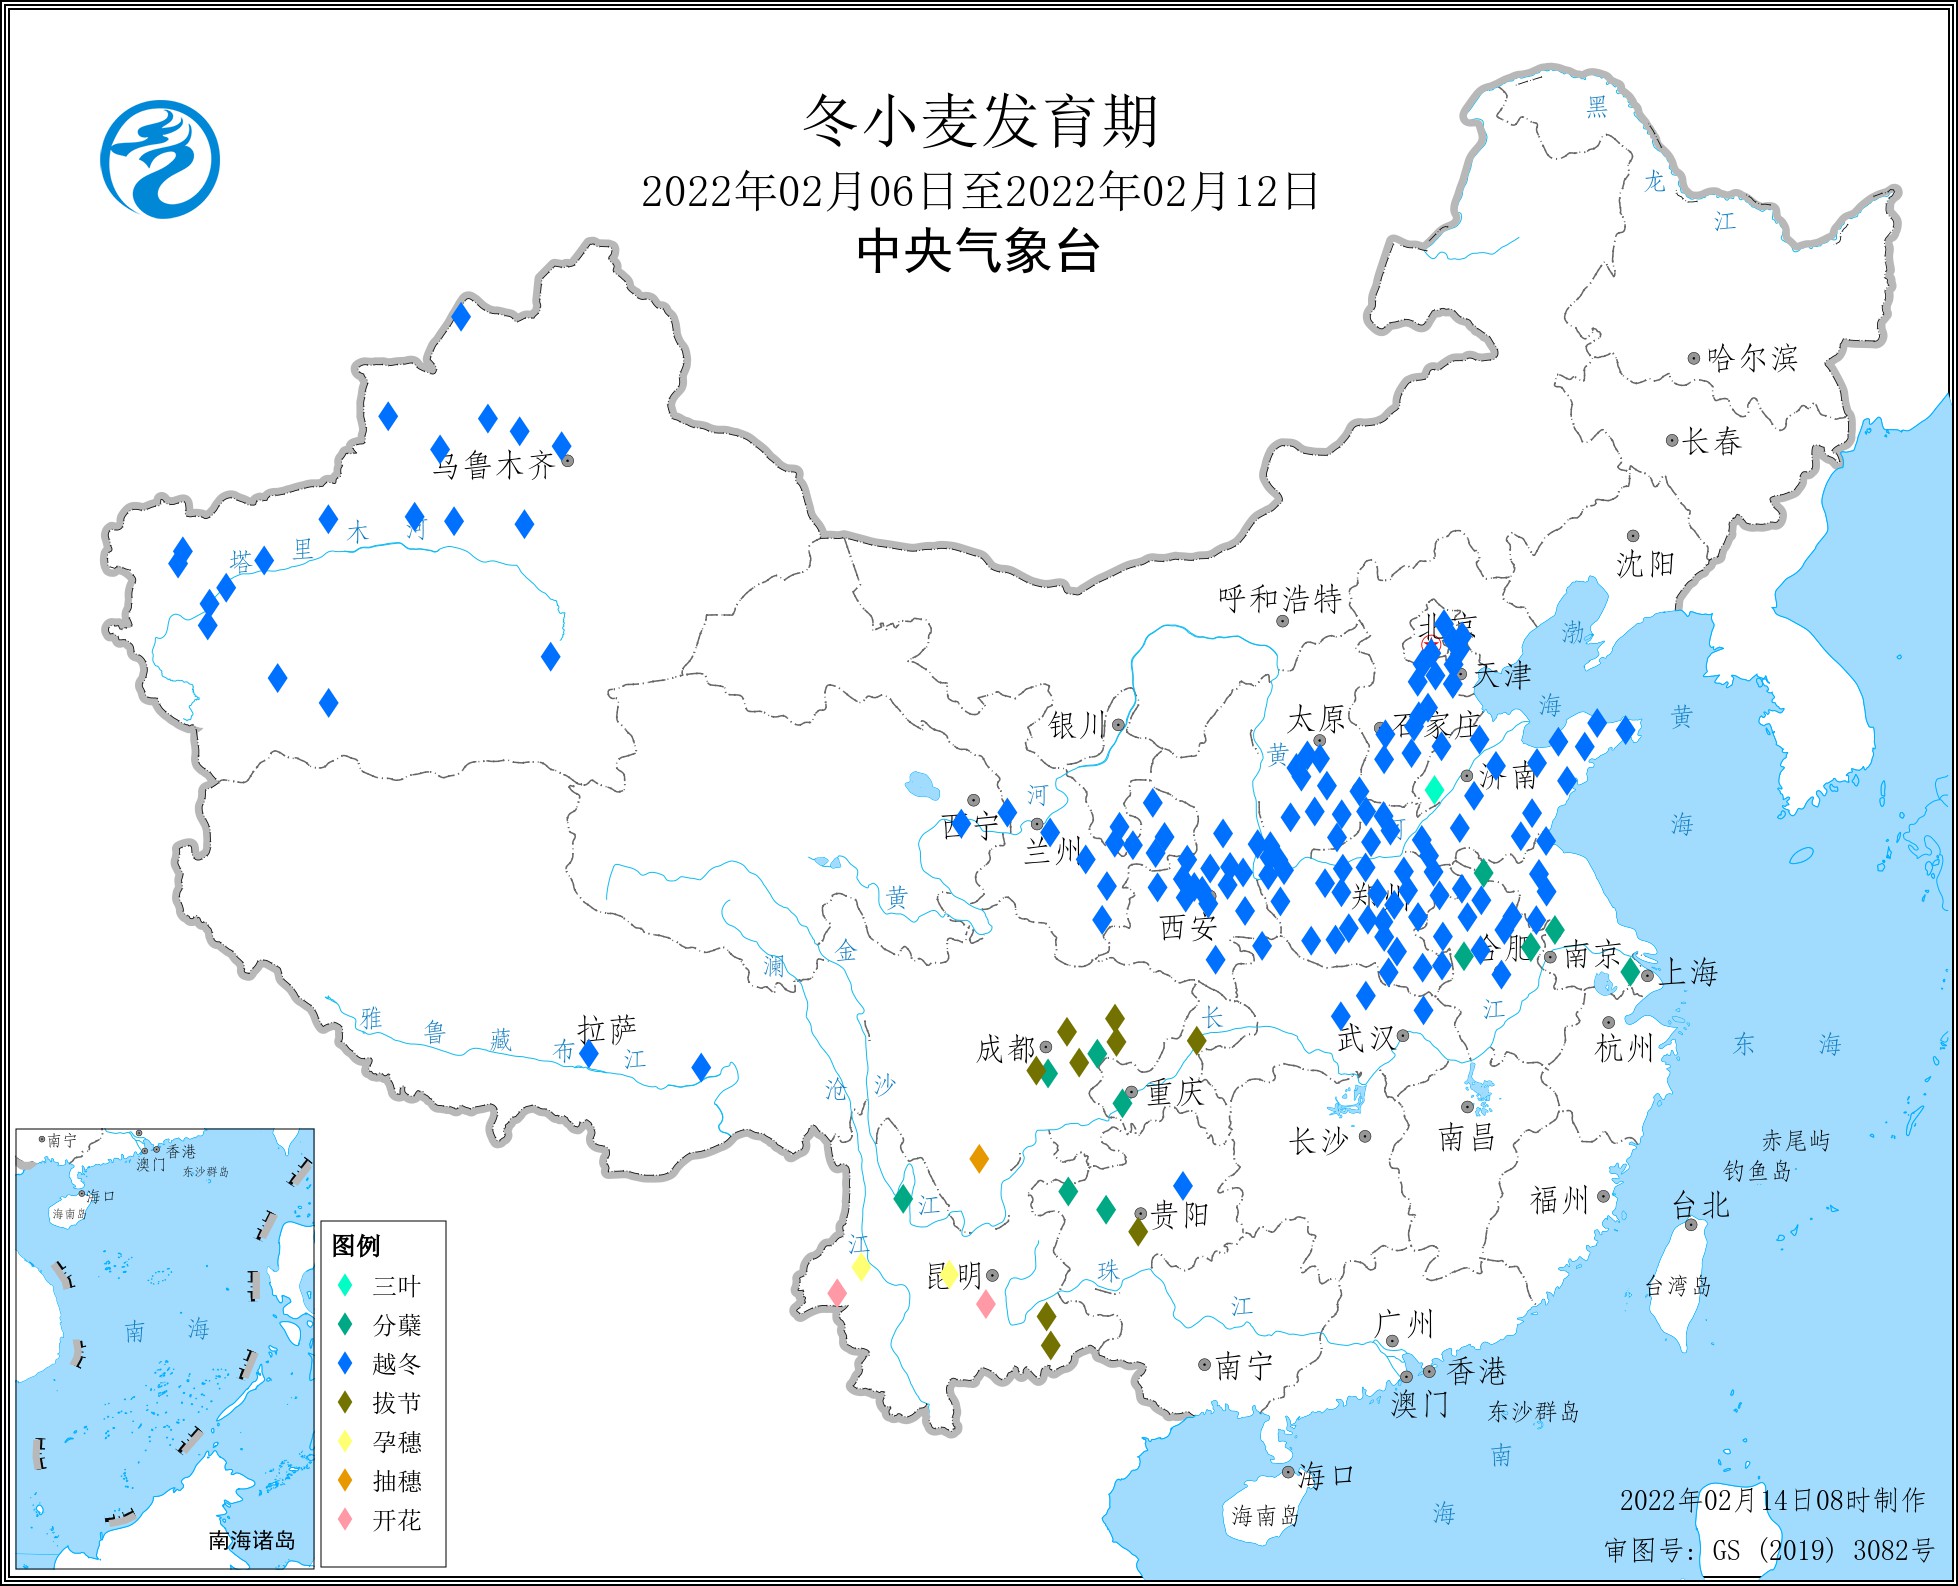 冬小麦发育期
2022年02月06日至2022年02月12日
中央气象台
黑
龙
江
哈尔滨
长春
沈阳
乌鲁木齐
塔
里
木
河
呼和浩特
北京
天津
渤
海
黄
海
银川
太原
石家庄
济南
黄
河
西宁
兰州
河
黄
西安
郑州
合肥
南京
上海
金
澜
雅
鲁
藏
布
江
拉萨
成都
长
江
武汉
杭州
东
海
沧
沙
重庆
长沙
南昌
赤尾屿
钓鱼岛
台北
福州
江
贵阳
江
昆明
珠
江
台湾岛
广州
南宁
香港
澳门
东沙群岛
南
海
海口
海南岛
南宁
香港
澳门
东沙群岛
海口
海南岛
南
海
南海诸岛
图例
三叶
分蘖
越冬
拔节
孕穗
抽穗
开花
2022年02月14日08时制作
审图号: GS (2019) 3082号